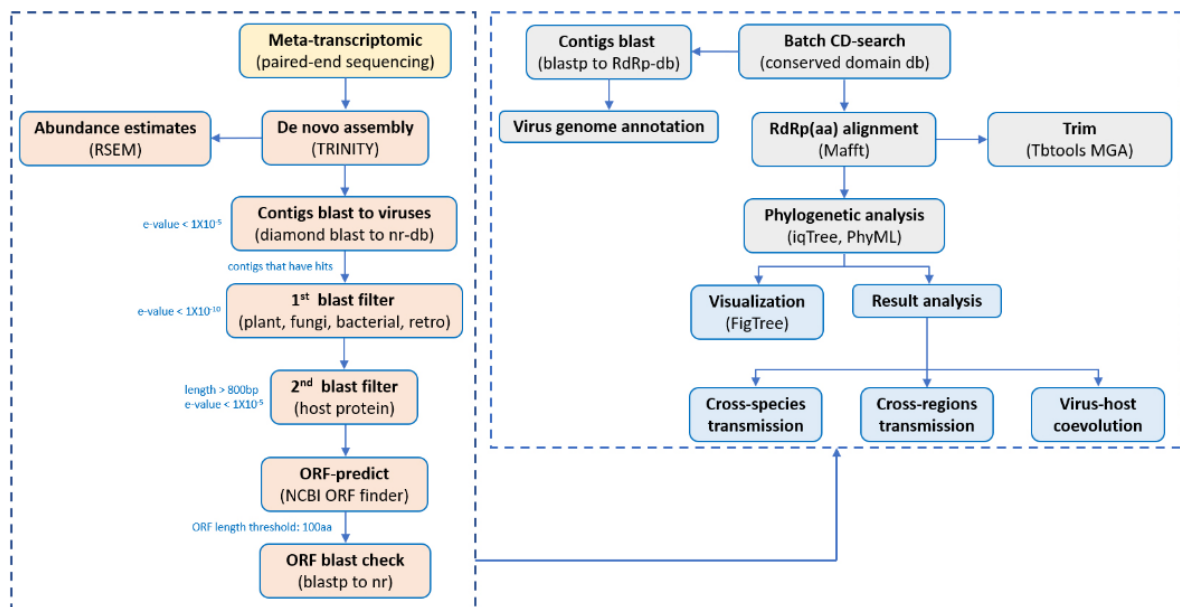 Meta-transcriptomic
(paired-end sequencing)
Abundance estimates
(RSEM)
De novo assembly
(TRINITY)
e-value < 1X10⁻⁵
Contigs blast to viruses
(diamond blast to nr-db)
contigs that have hits
e-value < 1X10⁻¹⁰
1st blast filter
(plant, fungi, bacterial, retro)
length > 800bp
e-value < 1X10⁻⁵
2nd blast filter
(host protein)
ORF-predict
(NCBI ORF finder)
ORF length threshold: 100aa
ORF blast check
(blastp to nr)
Contigs blast
(blastp to RdRp-db)
Batch CD-search
(conserved domain db)
Virus genome annotation
RdRp(aa) alignment
(Mafft)
Trim
(Tbtools MGA)
Phylogenetic analysis
(iqTree, PhyML)
Visualization
(FigTree)
Result analysis
Cross-species
transmission
Cross-regions
transmission
Virus-host
coevolution